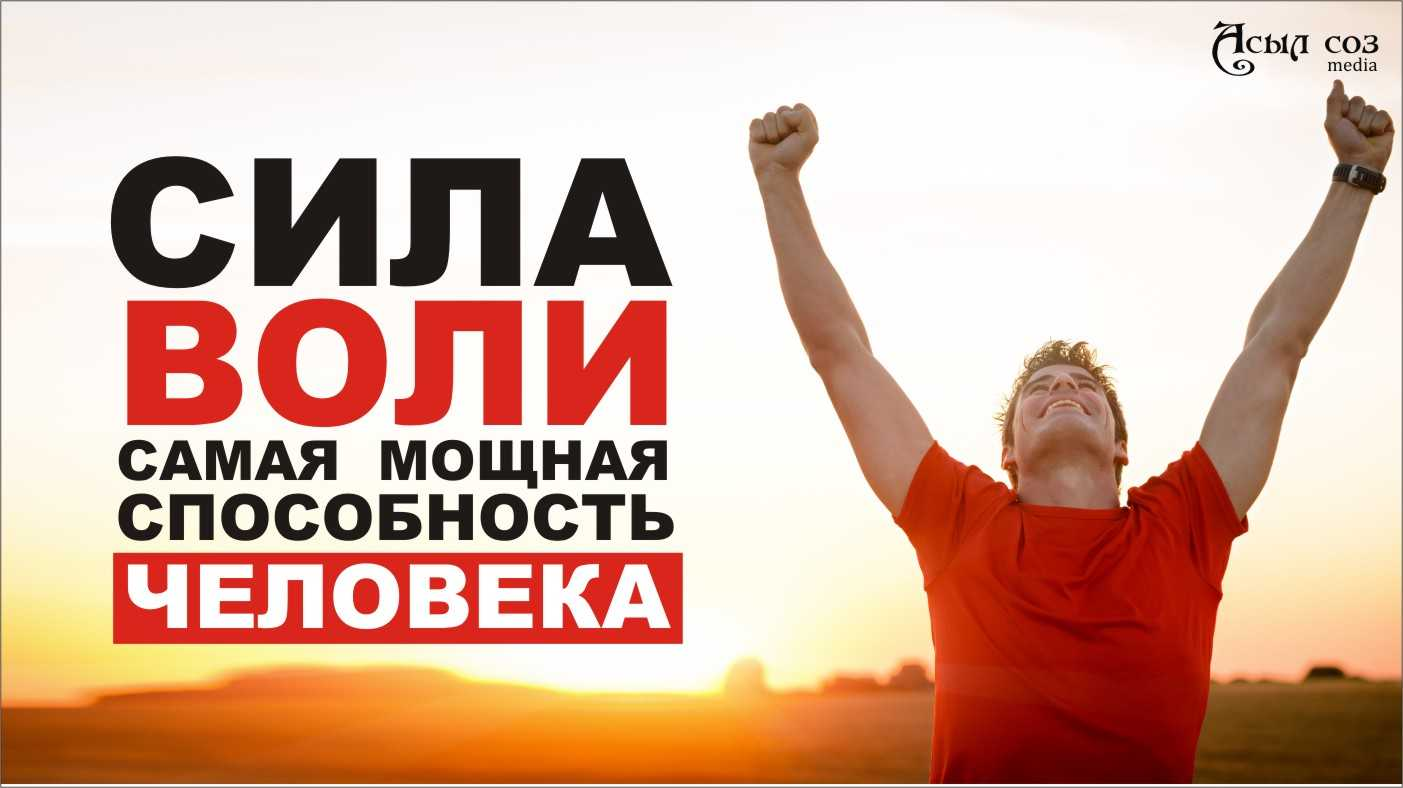 Асыл соз
media
СИЛА
ВОЛИ
САМАЯ МОЩНАЯ
СПОСОБНОСТЬ
ЧЕЛОВЕКА